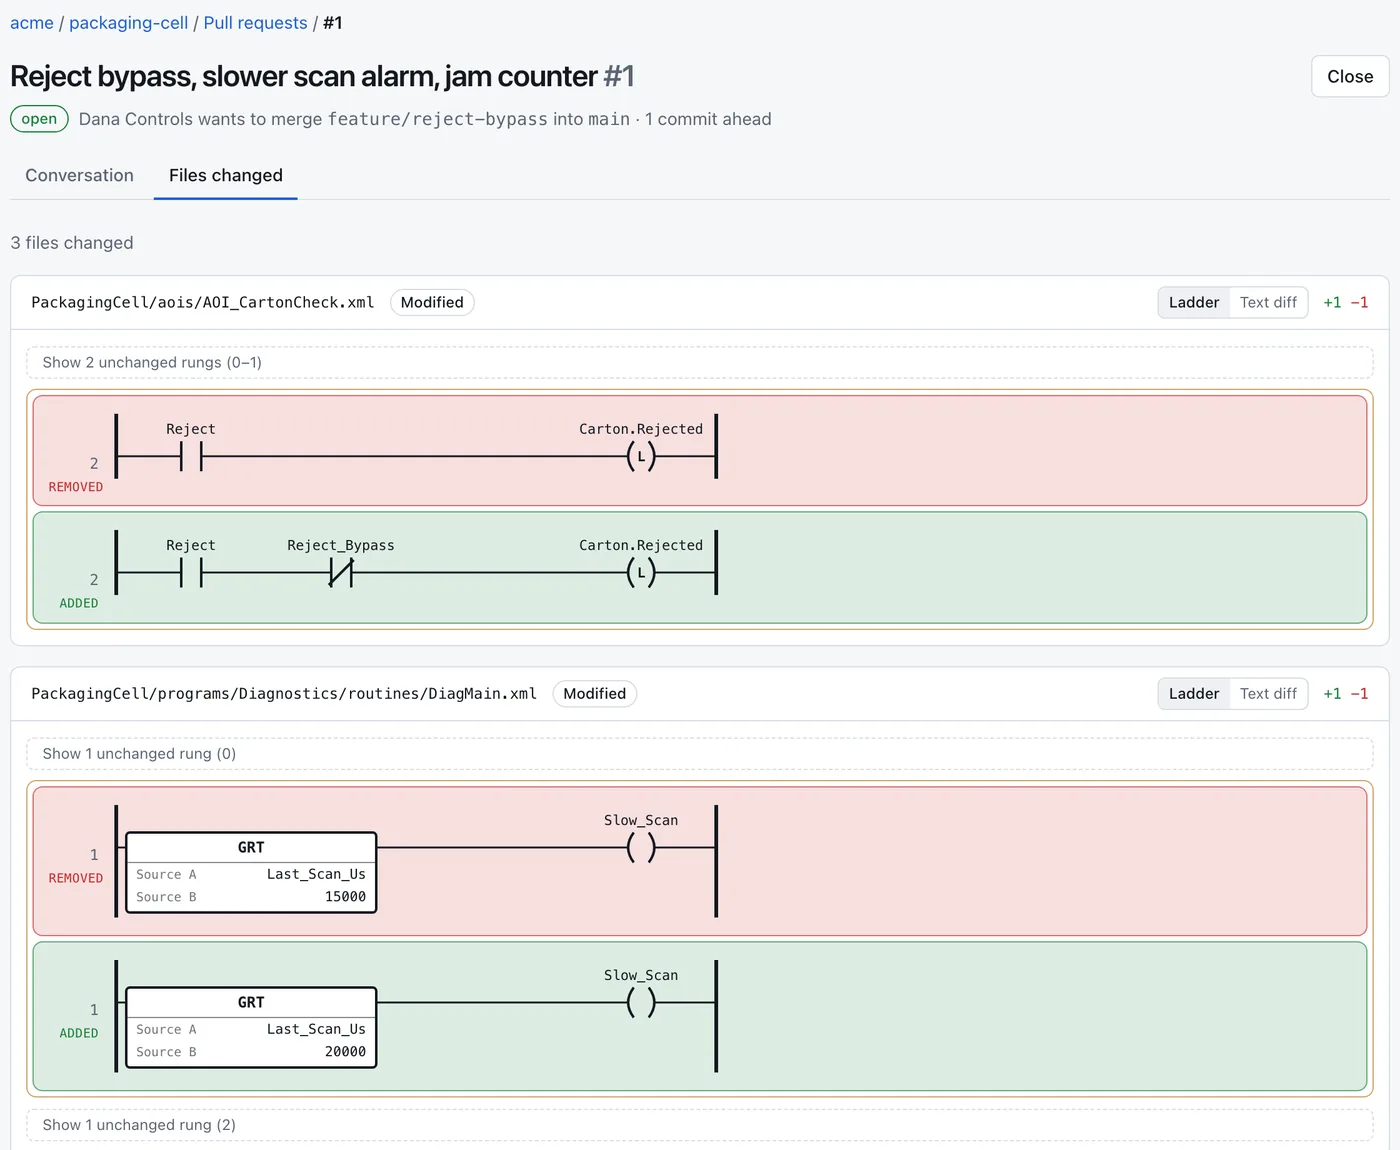 acme / packaging-cell / Pull requests / #1
Reject bypass, slower scan alarm, jam counter #1
Close
open Dana Controls wants to merge feature/reject-bypass into main · 1 commit ahead
Conversation Files changed
3 files changed
PackagingCell/aois/AOI_CartonCheck.xml Modified Ladder Text diff +1 −1
Show 2 unchanged rungs (0–1)
Reject Carton.Rejected
2 L
REMOVED
Reject Reject_Bypass Carton.Rejected
2 L
ADDED
PackagingCell/programs/Diagnostics/routines/DiagMain.xml Modified Ladder Text diff +1 −1
Show 1 unchanged rung (0)
Slow_Scan
GRT
1
Source A Last_Scan_Us
REMOVED
Source B 15000
Slow_Scan
GRT
1
Source A Last_Scan_Us
ADDED
Source B 20000
Show 1 unchanged rung (2)